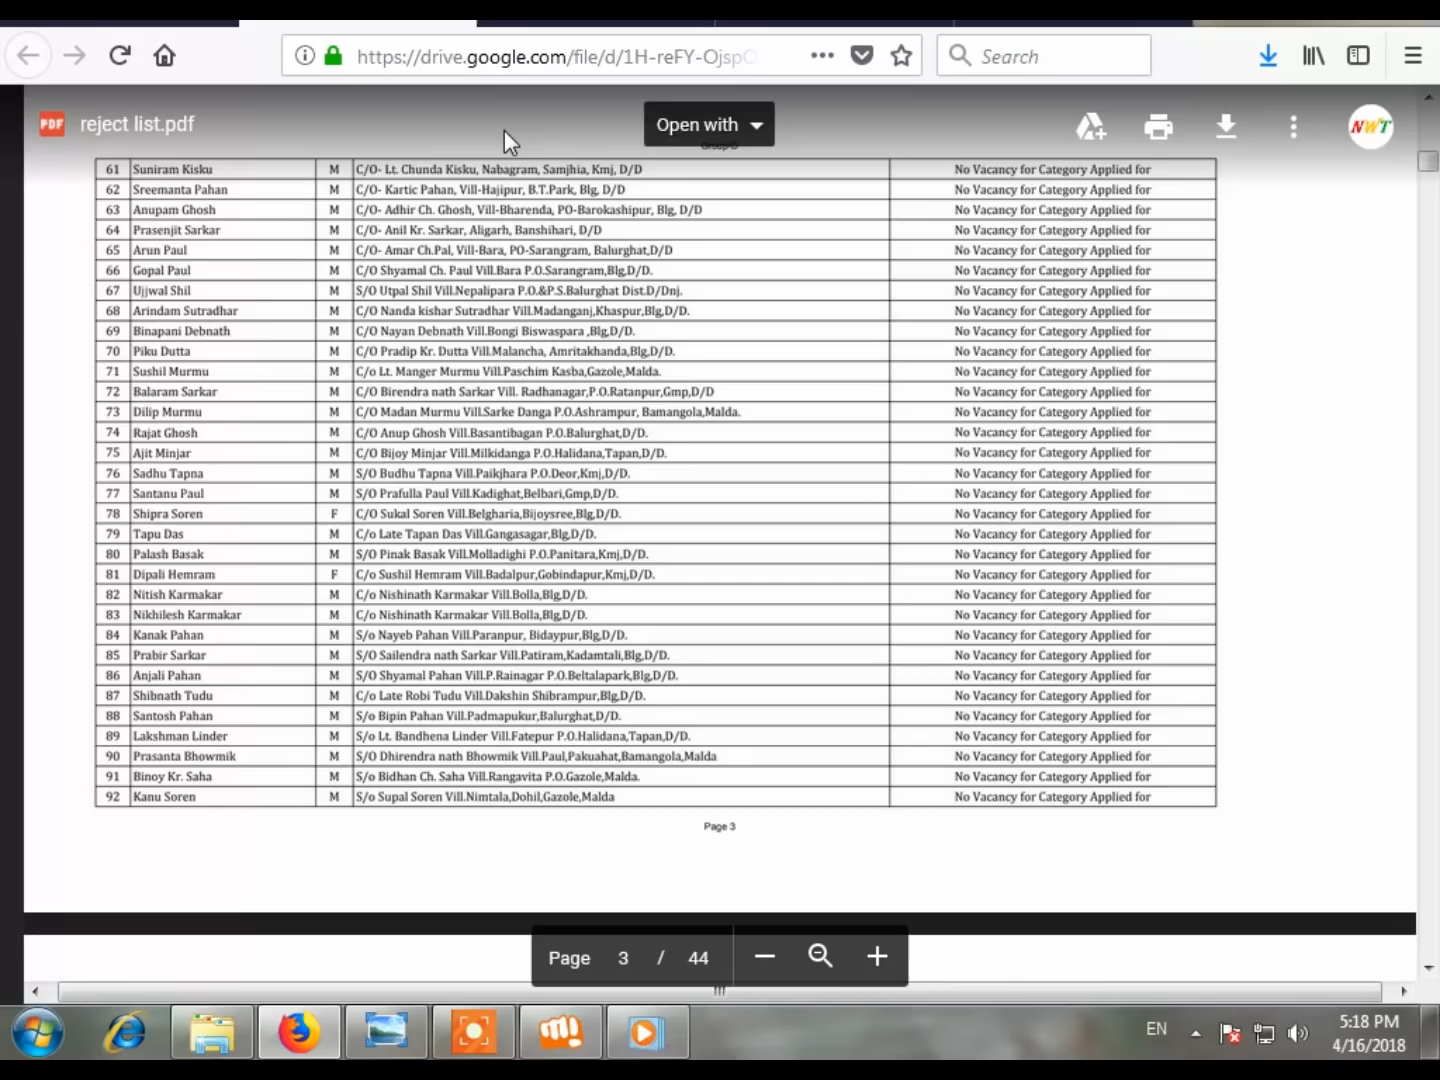 https://drive.google.com/file/d/1H-reFY-Ojsp
Search
PDF reject list.pdf
Open with
NWT
Group-D
61 Suniram Kisku M C/O- Lt. Chunda Kisku, Nabagram, Samjhia, Kmj, D/D No Vacancy for Category Applied for
62 Sreemanta Pahan M C/O- Kartic Pahan, Vill-Hajipur, B.T.Park, Blg, D/D No Vacancy for Category Applied for
63 Anupam Ghosh M C/O- Adhir Ch. Ghosh, Vill-Bharenda, PO-Barokashipur, Blg, D/D No Vacancy for Category Applied for
64 Prasenjit Sarkar M C/O- Anil Kr. Sarkar, Aligarh, Banshihari, D/D No Vacancy for Category Applied for
65 Arun Paul M C/O- Amar Ch.Pal, Vill-Bara, PO-Sarangram, Balurghat,D/D No Vacancy for Category Applied for
66 Gopal Paul M C/O Shyamal Ch. Paul Vill.Bara P.O.Sarangram,Blg,D/D. No Vacancy for Category Applied for
67 Ujjwal Shil M S/O Utpal Shil Vill.Nepalipara P.O.&P.S.Balurghat Dist.D/Dnj. No Vacancy for Category Applied for
68 Arindam Sutradhar M C/O Nanda kishar Sutradhar Vill.Madanganj,Khaspur,Blg,D/D. No Vacancy for Category Applied for
69 Binapani Debnath M C/O Nayan Debnath Vill.Bongi Biswaspara ,Blg,D/D. No Vacancy for Category Applied for
70 Piku Dutta M C/O Pradip Kr. Dutta Vill.Malancha, Amritakhanda,Blg,D/D. No Vacancy for Category Applied for
71 Sushil Murmu M C/o Lt. Manger Murmu Vill.Paschim Kasba,Gazole,Malda. No Vacancy for Category Applied for
72 Balaram Sarkar M C/O Birendra nath Sarkar Vill. Radhanagar,P.O.Ratanpur,Gmp,D/D No Vacancy for Category Applied for
73 Dilip Murmu M C/O Madan Murmu Vill.Sarke Danga P.O.Ashrampur, Bamangola,Malda. No Vacancy for Category Applied for
74 Rajat Ghosh M C/O Anup Ghosh Vill.Basantibagan P.O.Balurghat,D/D. No Vacancy for Category Applied for
75 Ajit Minjar M C/O Bijoy Minjar Vill.Milkidanga P.O.Halidana,Tapan,D/D. No Vacancy for Category Applied for
76 Sadhu Tapna M S/O Budhu Tapna Vill.Paikjhara P.O.Deor,Kmj,D/D. No Vacancy for Category Applied for
77 Santanu Paul M S/O Prafulla Paul Vill.Kadighat,Belbari,Gmp,D/D. No Vacancy for Category Applied for
78 Shipra Soren F C/O Sukal Soren Vill.Belgharia,Bijoysree,Blg,D/D. No Vacancy for Category Applied for
79 Tapu Das M C/o Late Tapan Das Vill.Gangasagar,Blg,D/D. No Vacancy for Category Applied for
80 Palash Basak M S/O Pinak Basak Vill.Molladighi P.O.Panitara,Kmj,D/D. No Vacancy for Category Applied for
81 Dipali Hemram F C/o Sushil Hemram Vill.Badalpur,Gobindapur,Kmj,D/D. No Vacancy for Category Applied for
82 Nitish Karmakar M C/o Nishinath Karmakar Vill.Bolla,Blg,D/D. No Vacancy for Category Applied for
83 Nikhilesh Karmakar M C/o Nishinath Karmakar Vill.Bolla,Blg,D/D. No Vacancy for Category Applied for
84 Kanak Pahan M S/o Nayeb Pahan Vill.Paranpur, Bidaypur,Blg,D/D. No Vacancy for Category Applied for
85 Prabir Sarkar M S/O Sailendra nath Sarkar Vill.Patiram,Kadamtali,Blg,D/D. No Vacancy for Category Applied for
86 Anjali Pahan M S/O Shyamal Pahan Vill.P.Rainagar P.O.Beltalapark,Blg,D/D. No Vacancy for Category Applied for
87 Shibnath Tudu M C/o Late Robi Tudu Vill.Dakshin Shibrampur,Blg,D/D. No Vacancy for Category Applied for
88 Santosh Pahan M S/o Bipin Pahan Vill.Padmapukur,Balurghat,D/D. No Vacancy for Category Applied for
89 Lakshman Linder M S/o Lt. Bandhena Linder Vill.Fatepur P.O.Halidana,Tapan,D/D. No Vacancy for Category Applied for
90 Prasanta Bhowmik M S/O Dhirendra nath Bhowmik Vill.Paul,Pakuahat,Bamangola,Malda No Vacancy for Category Applied for
91 Binoy Kr. Saha M S/o Bidhan Ch. Saha Vill.Rangavita P.O.Gazole,Malda. No Vacancy for Category Applied for
92 Kanu Soren M S/o Supal Soren Vill.Nimtala,Dohil,Gazole,Malda No Vacancy for Category Applied for
Page 3
Page 3 / 44
EN
5:18 PM
4/16/2018